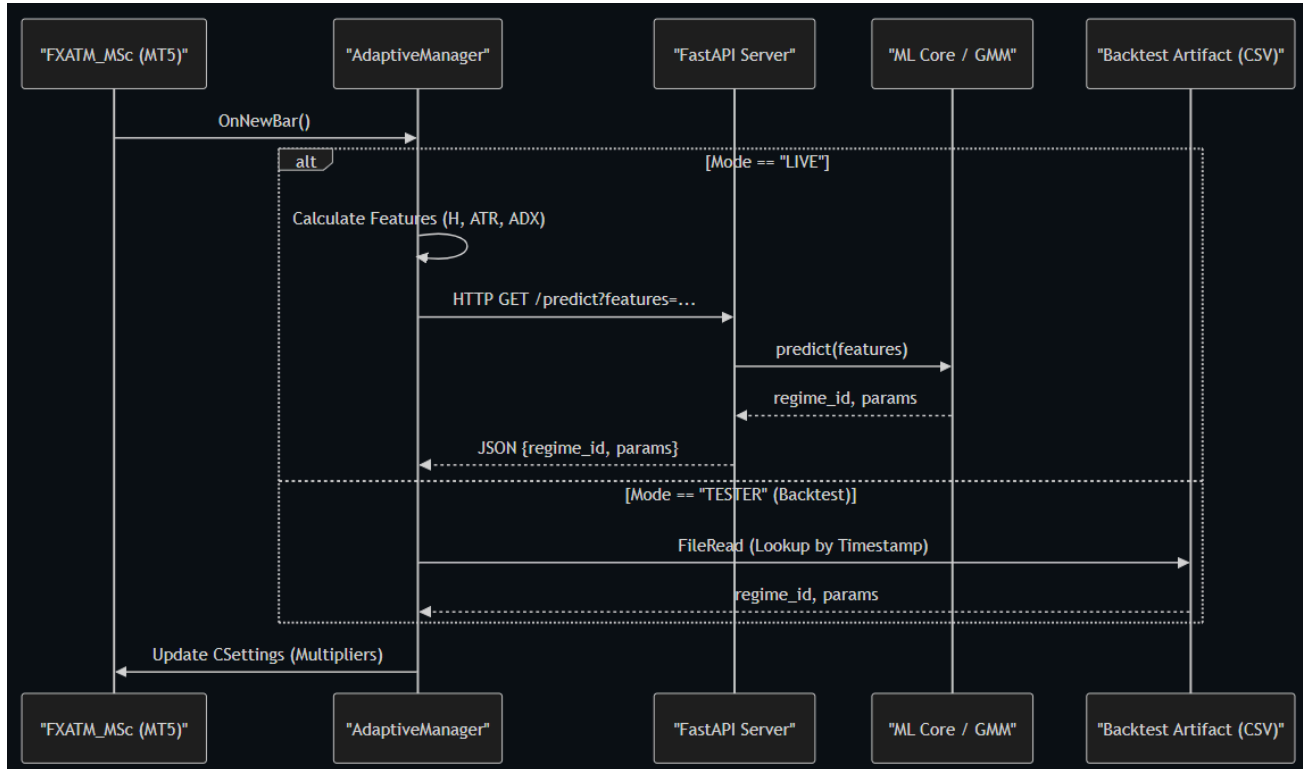 "FXATM_MSc (MT5)"
"AdaptiveManager"
"FastAPI Server"
"ML Core / GMM"
"Backtest Artifact (CSV)"
OnNewBar()
alt
[Mode == "LIVE"]
Calculate Features (H, ATR, ADX)
HTTP GET /predict?features=...
predict(features)
regime_id, params
JSON {regime_id, params}
[Mode == "TESTER" (Backtest)]
FileRead (Lookup by Timestamp)
regime_id, params
Update CSettings (Multipliers)
"FXATM_MSc (MT5)"
"AdaptiveManager"
"FastAPI Server"
"ML Core / GMM"
"Backtest Artifact (CSV)"